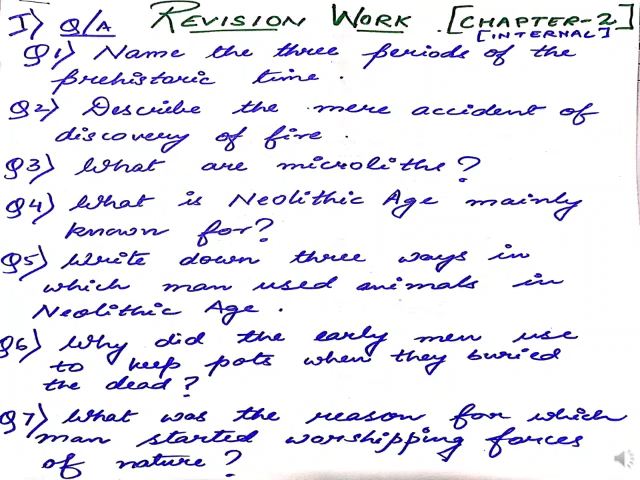 I) Q/A REVISION WORK. [CHAPTER-2]
[INTERNAL]
Q1) Name the three periods of the
prehistoric time.
Q2) Describe the mere accident of
discovery of fire.
Q3) What are microliths?
Q4) What is Neolithic Age mainly
known for?
Q5) Write down three ways in
which man used animals in
Neolithic Age.
Q6) Why did the early men use
to keep pots when they buried
the dead?
Q7) What was the reason for which
man started worshipping forces
of nature?